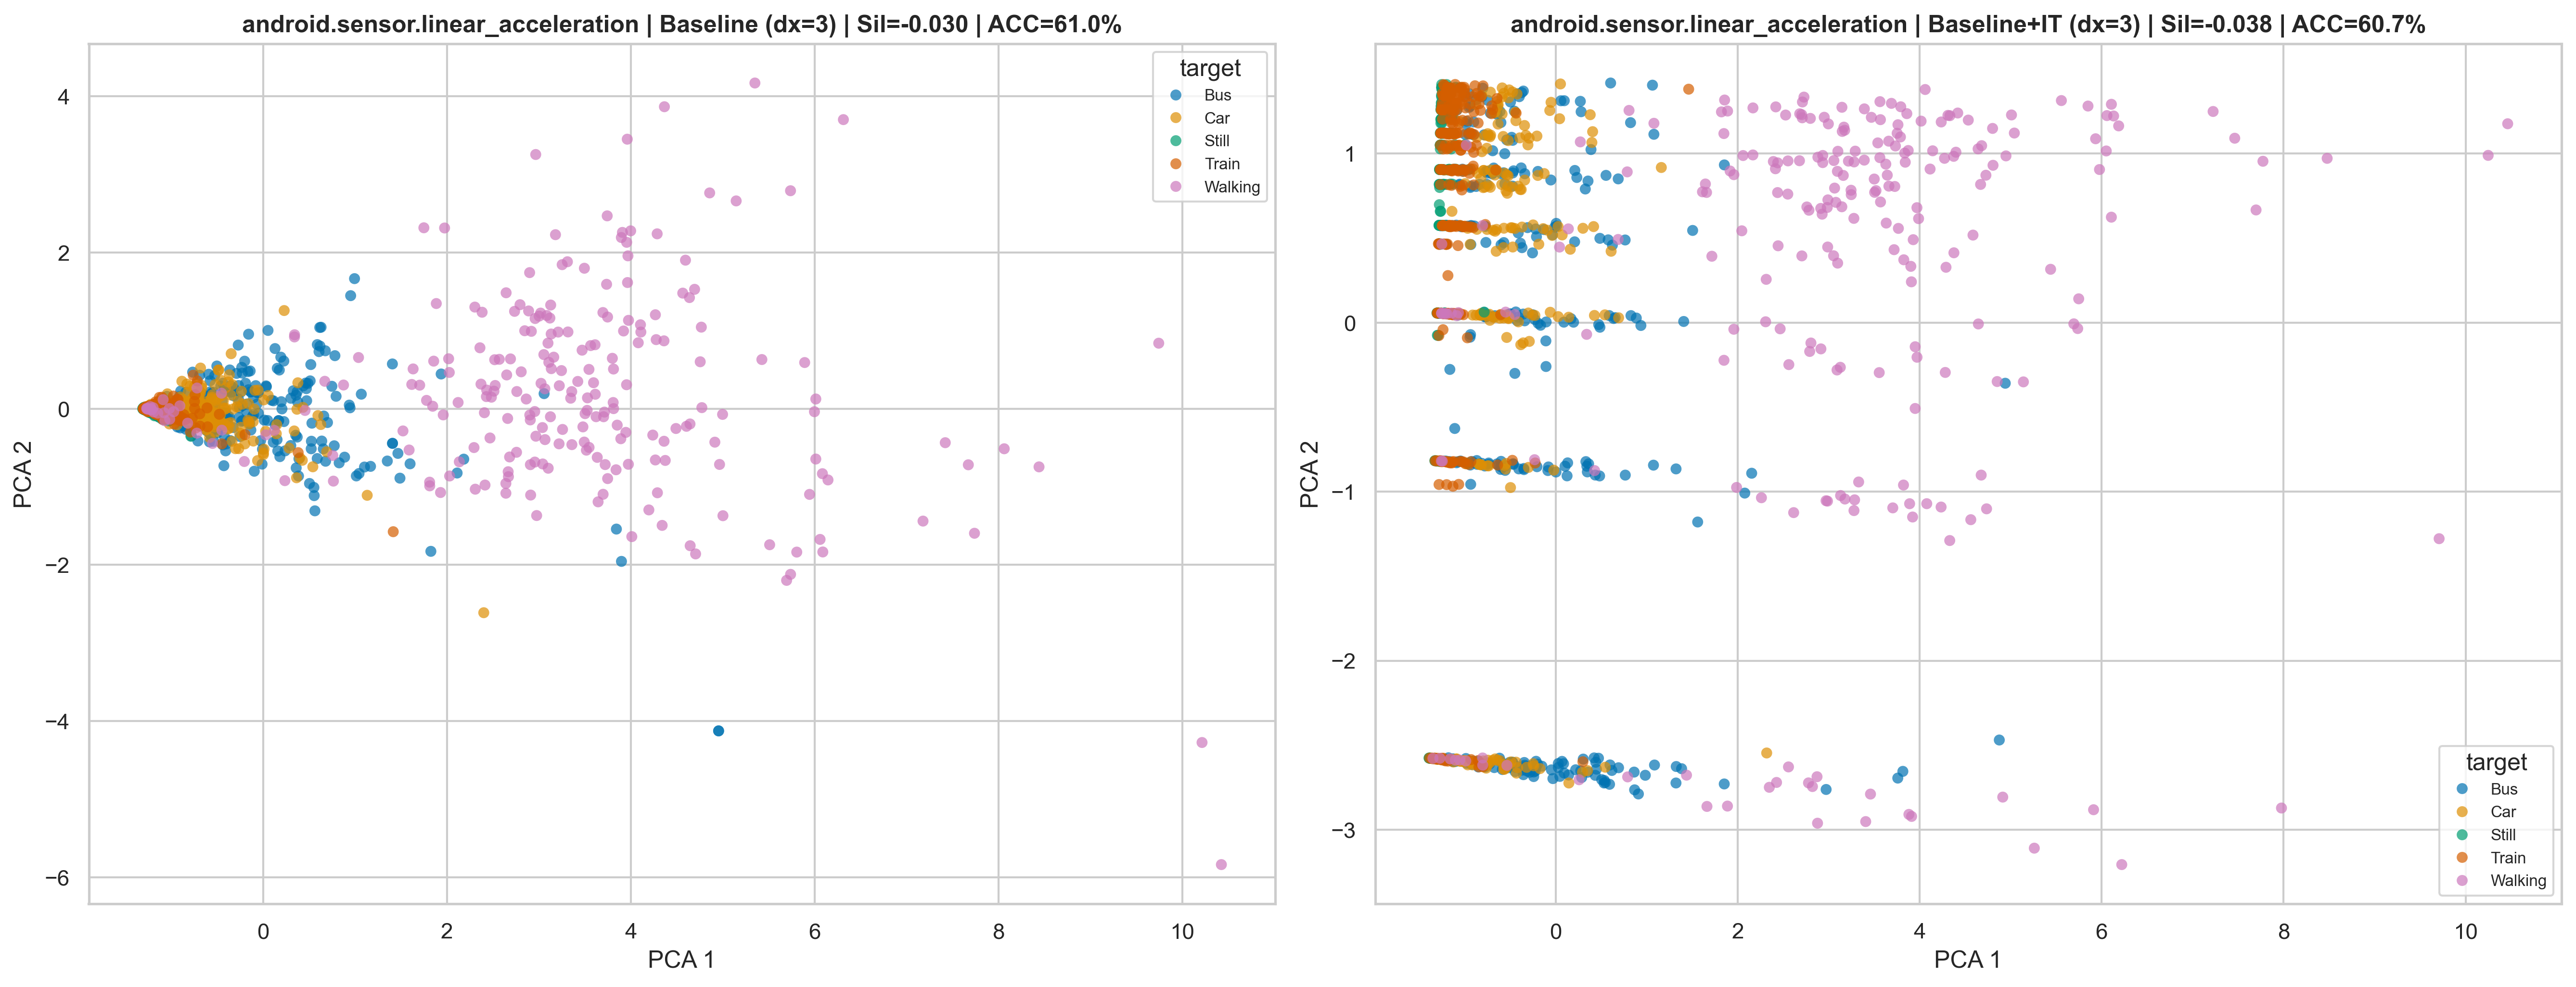 android.sensor.linear_acceleration | Baseline (dx=3) | Sil=-0.030 | ACC=61.0%
target
Bus
Car
Still
Train
Walking
4
2
0
−2
−4
−6
PCA 2
0
2
4
6
8
10
PCA 1
android.sensor.linear_acceleration | Baseline+IT (dx=3) | Sil=-0.038 | ACC=60.7%
1
0
−1
−2
−3
PCA 2
target
Bus
Car
Still
Train
Walking
0
2
4
6
8
10
PCA 1